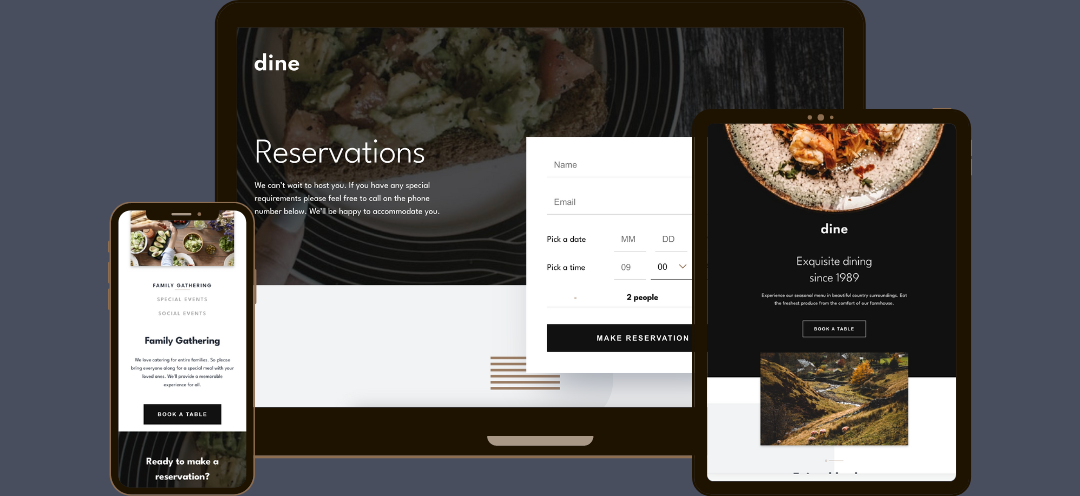 dine
Reservations
We can't wait to host you. If you have any special
requirements please feel free to call on the phone
number below. We'll be happy to accommodate you.
Name
Email
Pick a date MM DD
Pick a time 09 00
- 2 people
MAKE RESERVATION
FAMILY GATHERING
SPECIAL EVENTS
SOCIAL EVENTS
Family Gathering
We love catering for entire families. So please
bring everyone along for a special meal with your
loved ones. We'll provide a memorable
experience for all.
BOOK A TABLE
Ready to make a
reservation?
dine
Exquisite dining
since 1989
Experience our seasonal menu in beautiful country surroundings. Eat
the freshest produce from the comfort of our farmhouse.
BOOK A TABLE